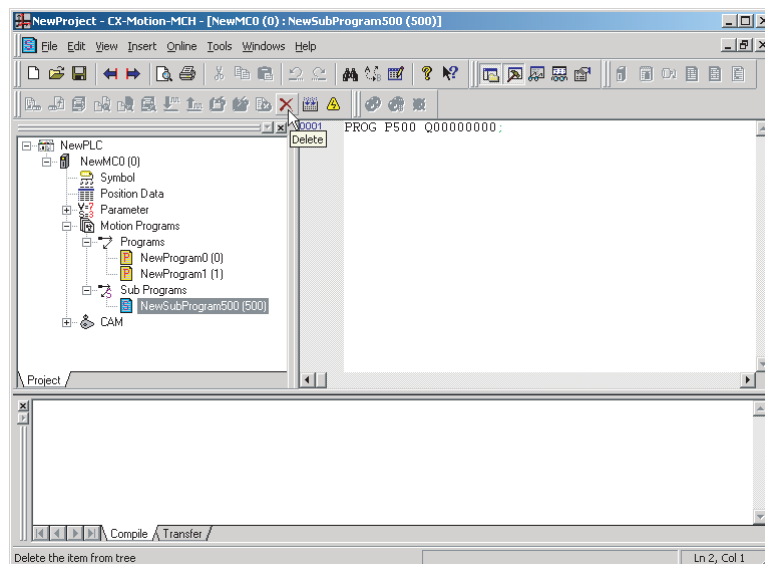 NewProject - CX-Motion-MCH - [NewMC0 (0) : NewSubProgram500 (500)]
File Edit View Insert Online Tools Windows Help
0001 PROG P500 Q00000000;
Delete
NewPLC
NewMC0 (0)
Symbol
Position Data
Parameter
Motion Programs
Programs
NewProgram0 (0)
NewProgram1 (1)
Sub Programs
NewSubProgram500 (500)
CAM
Project
Compile Transfer
Delete the item from tree
Ln 2, Col 1